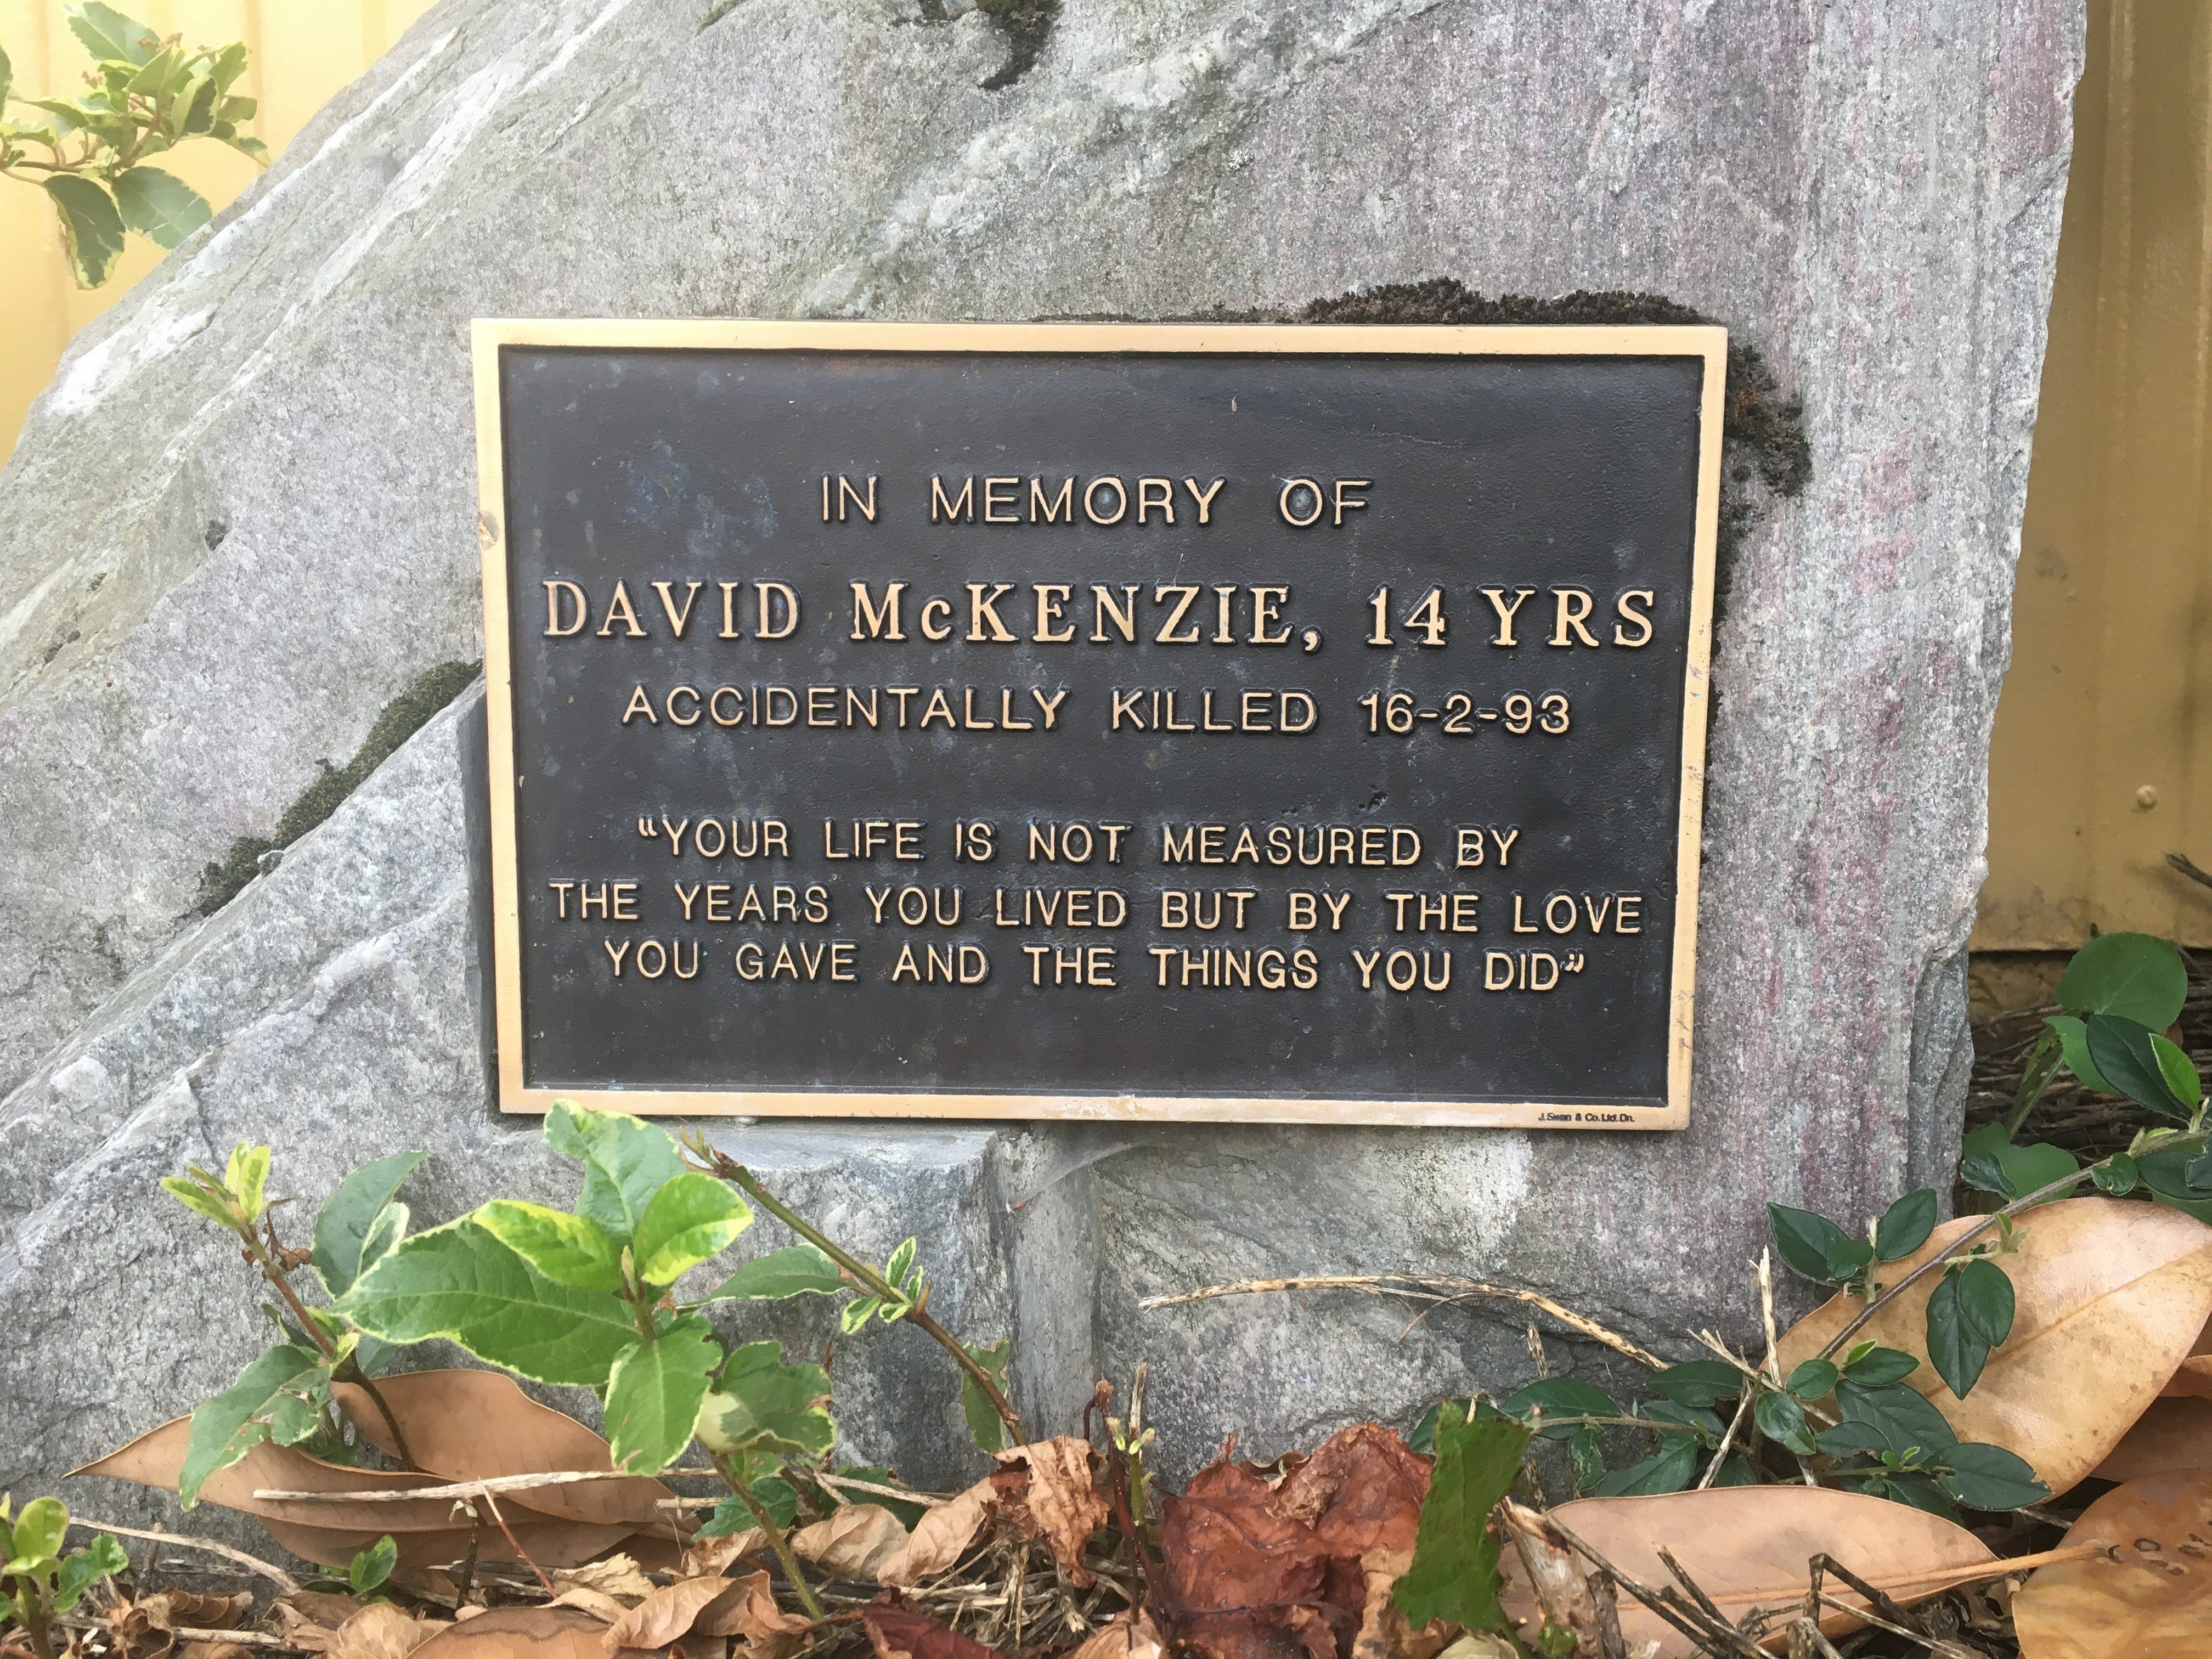 IN MEMORY OF
DAVID McKENZIE, 14 YRS
ACCIDENTALLY KILLED 16-2-93
“YOUR LIFE IS NOT MEASURED BY
THE YEARS YOU LIVED BUT BY THE LOVE
YOU GAVE AND THE THINGS YOU DID”
J. Swan & Co. Ltd. Dn.